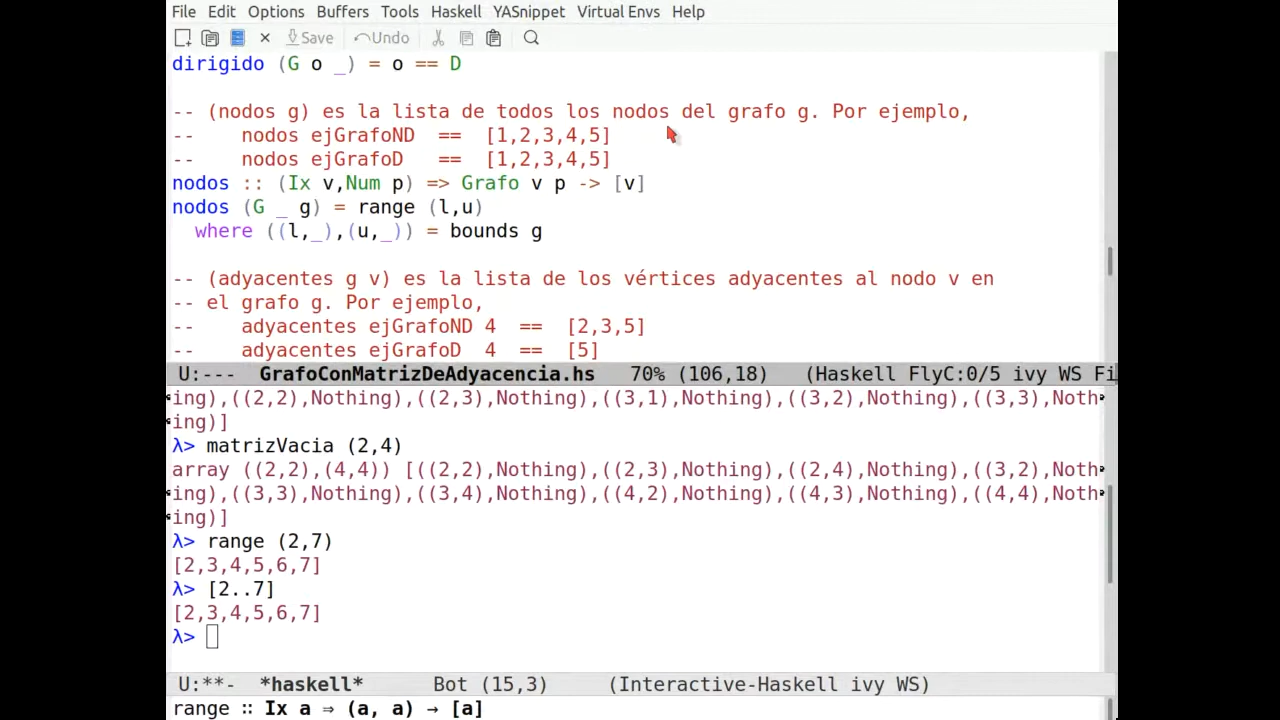 File Edit Options Buffers Tools Haskell YASnippet Virtual Envs Help
Save Undo
dirigido (G o _) = o == D
-- (nodos g) es la lista de todos los nodos del grafo g. Por ejemplo,
--    nodos ejGrafoND  ==  [1,2,3,4,5]
--    nodos ejGrafoD   ==  [1,2,3,4,5]
nodos :: (Ix v,Num p) => Grafo v p -> [v]
nodos (G _ g) = range (l,u)
  where ((l,_),(u,_)) = bounds g
-- (adyacentes g v) es la lista de los vértices adyacentes al nodo v en
-- el grafo g. Por ejemplo,
--    adyacentes ejGrafoND 4  ==  [2,3,5]
--    adyacentes ejGrafoD  4  ==  [5]
U:---  GrafoConMatrizDeAdyacencia.hs   70% (106,18)   (Haskell FlyC:0/5 ivy WS Fi
ing),((2,2),Nothing),((2,3),Nothing),((3,1),Nothing),((3,2),Nothing),((3,3),Noth
ing)]
λ> matrizVacia (2,4)
array ((2,2),(4,4)) [((2,2),Nothing),((2,3),Nothing),((2,4),Nothing),((3,2),Noth
ing),((3,3),Nothing),((3,4),Nothing),((4,2),Nothing),((4,3),Nothing),((4,4),Noth
ing)]
λ> range (2,7)
[2,3,4,5,6,7]
λ> [2..7]
[2,3,4,5,6,7]
λ>
U:**-  *haskell*      Bot (15,3)     (Interactive-Haskell ivy WS)
range ∷ Ix a ⇒ (a, a) → [a]